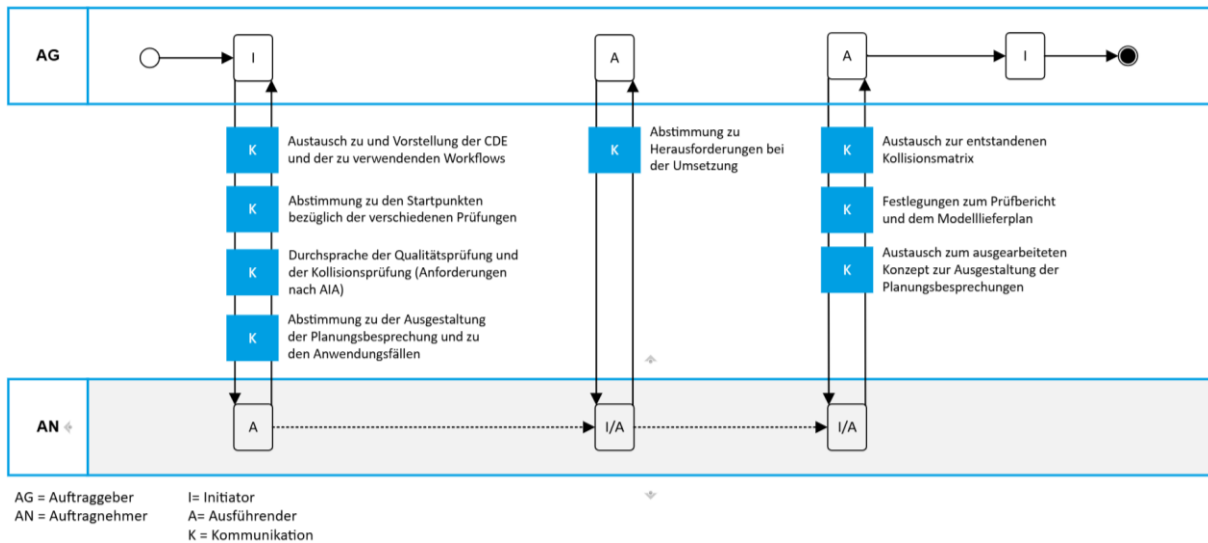 AG
I
A
A
I
K
Austausch zu und Vorstellung der CDE
und der zu verwendenden Workflows
K
Abstimmung zu den Startpunkten
bezüglich der verschiedenen Prüfungen
K
Durchsprache der Qualitätsprüfung und
der Kollisionsprüfung (Anforderungen
nach AIA)
K
Abstimmung zu der Ausgestaltung
der Planungsbesprechung und zu
den Anwendungsfällen
K
Abstimmung zu
Herausforderungen bei
der Umsetzung
K
Austausch zur entstandenen
Kollisionsmatrix
K
Festlegungen zum Prüfbericht
und dem Modelllieferplan
K
Austausch zum ausgearbeiteten
Konzept zur Ausgestaltung der
Planungsbesprechungen
AN
A
I/A
I/A
AG = Auftraggeber
AN = Auftragnehmer
I= Initiator
A= Ausführender
K = Kommunikation